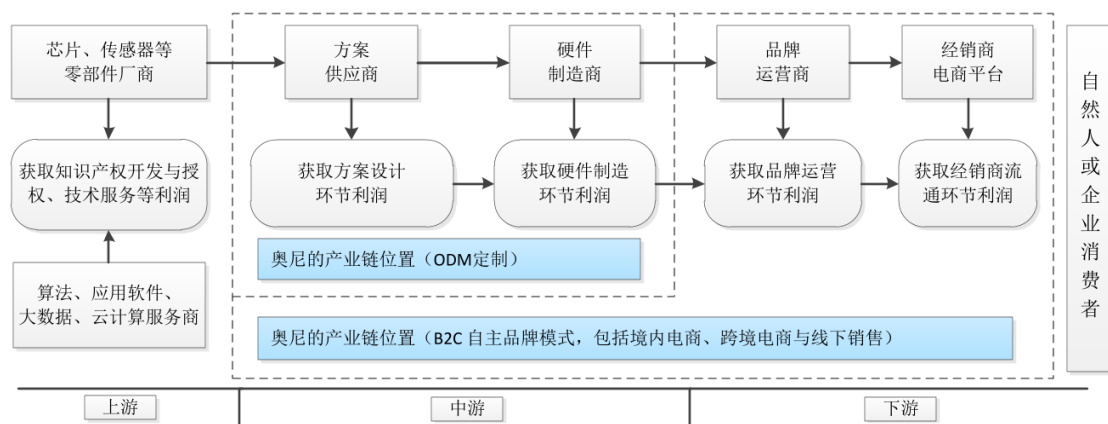 芯片、传感器等
零部件厂商
方案
供应商
硬件
制造商
品牌
运营商
经销商
电商平台
获取知识产权开发与授
权、技术服务等利润
获取方案设计
环节利润
获取硬件制造
环节利润
获取品牌运营
环节利润
获取经销商流
通环节利润
算法、应用软件、
大数据、云计算服务商
奥尼的产业链位置（ODM定制）
奥尼的产业链位置（B2C 自主品牌模式，包括境内电商、跨境电商与线下销售）
自然人或企业消费者
上游
中游
下游